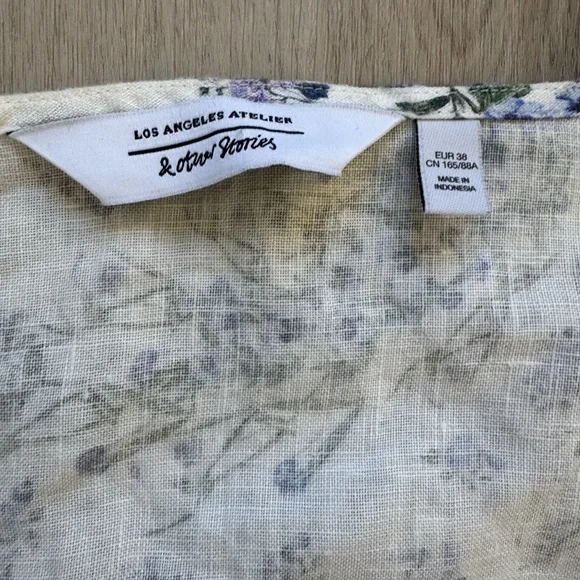 LOS ANGELES ATELIER
& other Stories
EUR 38
CN 165/88A
MADE IN
INDONESIA